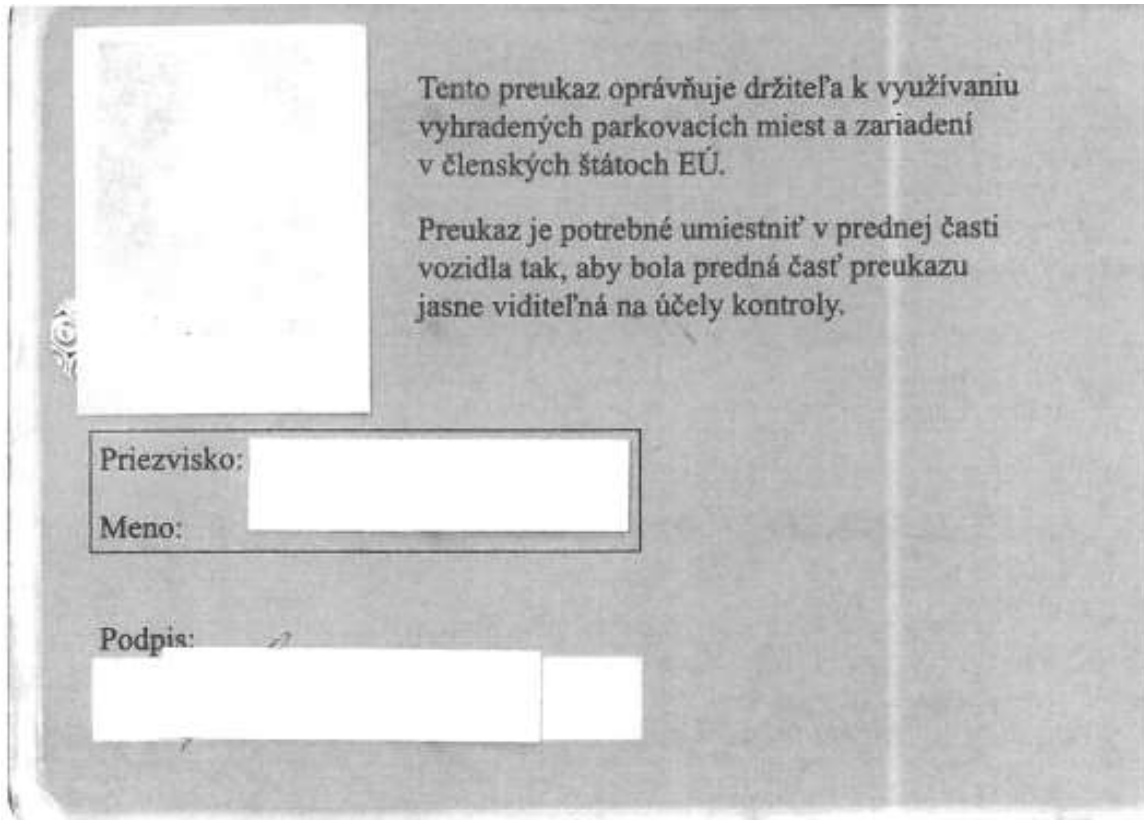 Tento preukaz oprávňuje držiteľa k využívaniu
vyhradených parkovacích miest a zariadení
v členských štátoch EÚ.
Preukaz je potrebné umiestniť v prednej časti
vozidla tak, aby bola predná časť preukazu
jasne viditeľná na účely kontroly.
Priezvisko:
Meno:
Podpis: